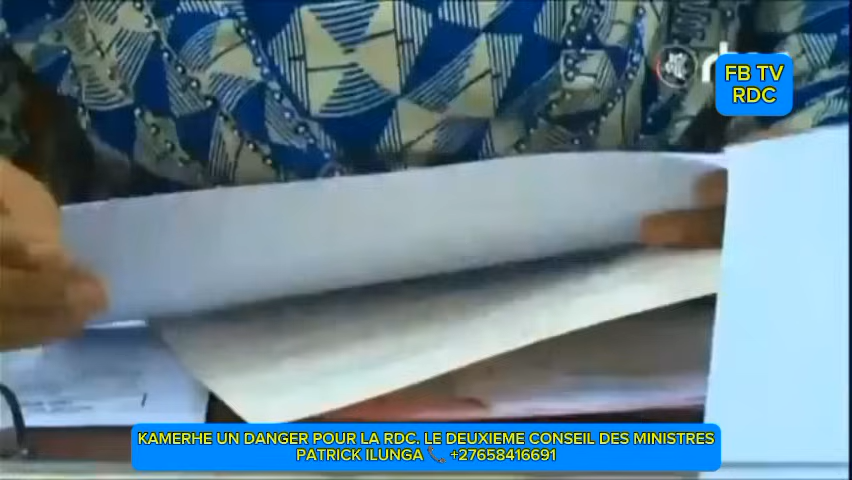 FB TV
RDC
KAMERHE UN DANGER POUR LA RDC. LE DEUXIEME CONSEIL DES MINISTRES
PATRICK ILUNGA 📞 +27658416691